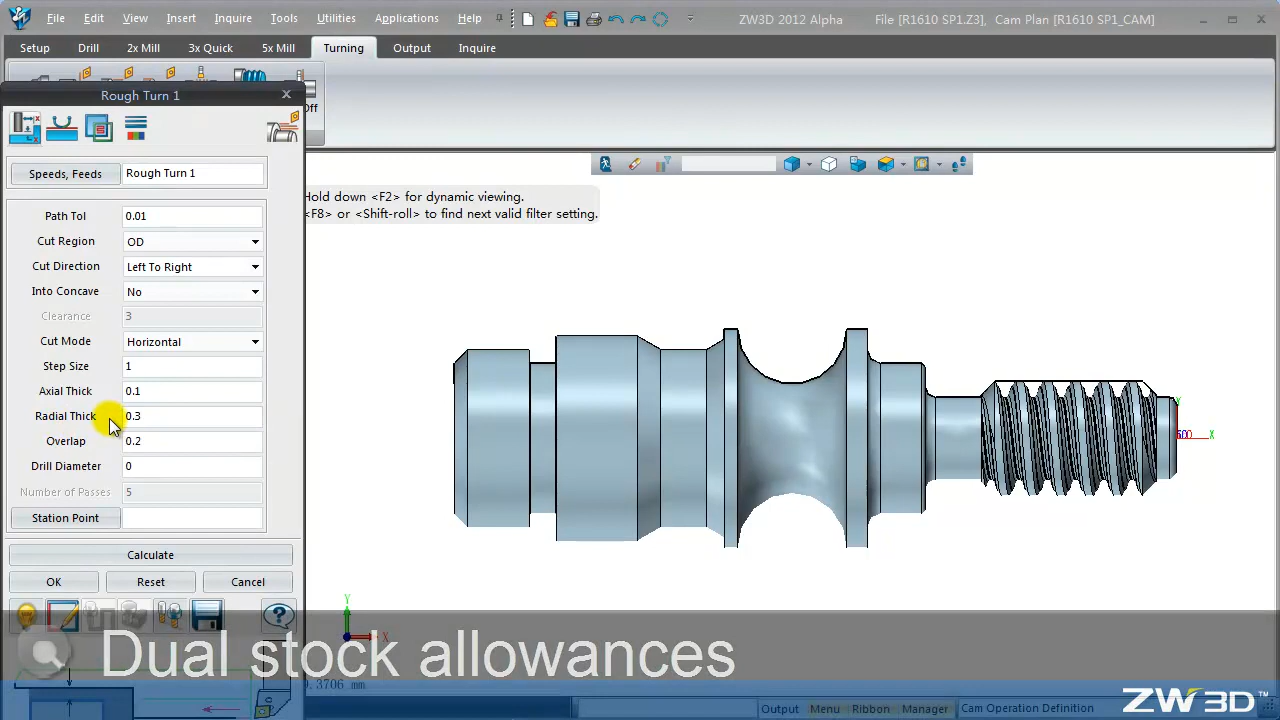 File Edit View Insert Inquire Tools Utilities Applications Help ZW3D 2012 Alpha File [R1610 SP1.Z3], Cam Plan [R1610 SP1_CAM]
Setup Drill 2x Mill 3x Quick 5x Mill Turning Output Inquire
Rough Turn 1
Off
Speeds, Feeds Rough Turn 1
Hold down <F2> for dynamic viewing.
<F8> or <Shift-roll> to find next valid filter setting.
Path Tol 0.01
Cut Region OD
Cut Direction Left To Right
Into Concave No
Clearance 3
Cut Mode Horizontal
Step Size 1
Axial Thick 0.1
Radial Thick 0.3
Overlap 0.2
Drill Diameter 0
Number of Passes 5
Station Point
Y
X
Calculate
OK Reset Cancel
Y
X
Dual stock allowances
.3706 mm
Output Menu Ribbon Manager Cam Operation Definition
ZW3D™